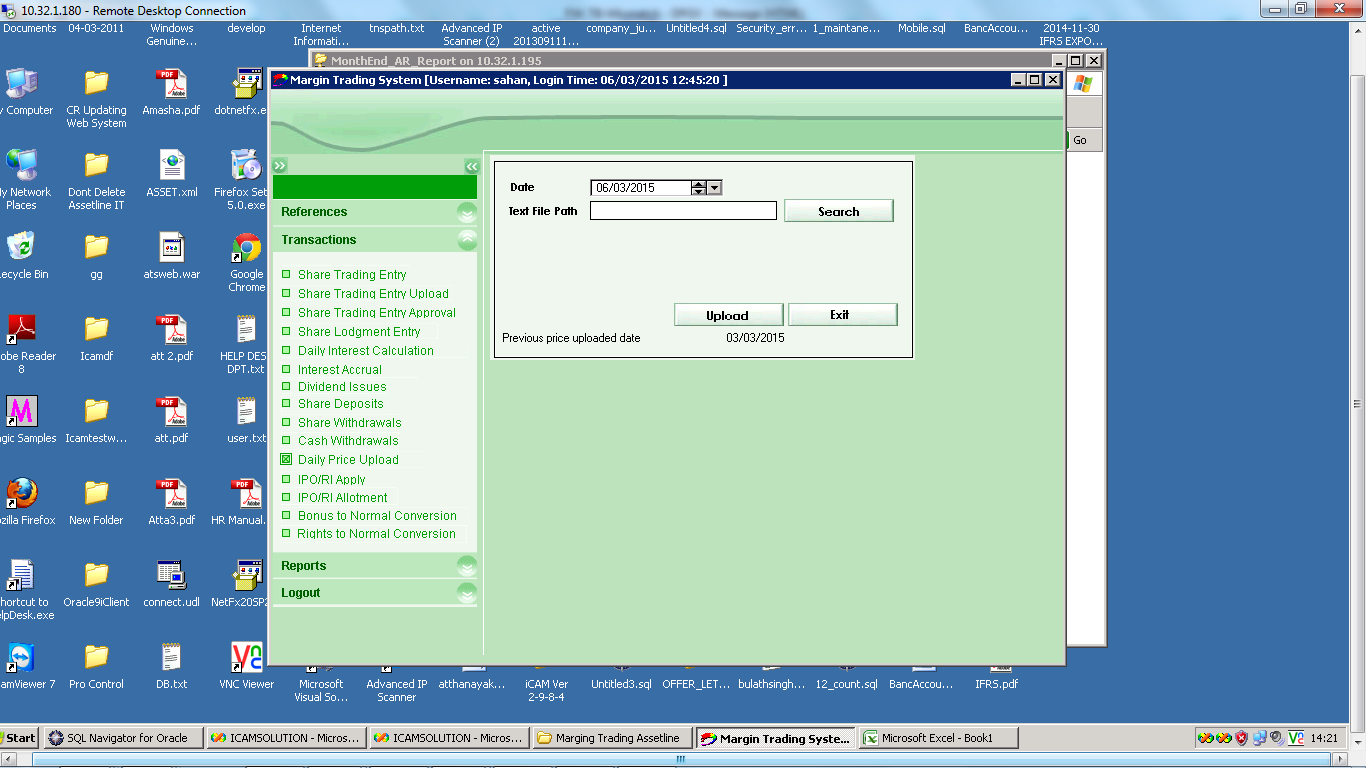 10.32.1.180 - Remote Desktop Connection
Documents 04-03-2011 Windows Genuine... develop Internet Informati... tnspath.txt Advanced IP Scanner (2) active 201309111... company_ju... Untitled4.sql Security_err... 1_maintane... Mobile.sql BancAccou... 2014-11-30 IFRS EXPO...
MonthEnd_AR_Report on 10.32.1.195
Margin Trading System [Username: sahan, Login Time: 06/03/2015 12:45:20 ]
Go
y Computer
CR Updating Web System
Amasha.pdf
dotnetfx.e
y Network Places
Dont Delete Assetline IT
ASSET.xml
Firefox Set 5.0.exe
ecycle Bin
gg
atsweb.war
Google Chrome
obe Reader 8
Icamdf
att 2.pdf
HELP DES DPT.txt
agic Samples
Icamtestw...
att.pdf
user.txt
ozilla Firefox
New Folder
Atta3.pdf
HR Manual.
hortcut to elpDesk.exe
Oracle9iClient
connect.udl
NetFx20SP2
amViewer 7
Pro Control
DB.txt
VNC Viewer
References
Transactions
Share Trading Entry
Share Trading Entry Upload
Share Trading Entry Approval
Share Lodgment Entry
Daily Interest Calculation
Interest Accrual
Dividend Issues
Share Deposits
Share Withdrawals
Cash Withdrawals
Daily Price Upload
IPO/RI Apply
IPO/RI Allotment
Bonus to Normal Conversion
Rights to Normal Conversion
Reports
Logout
Date 06/03/2015
Text File Path Search
Upload Exit
Previous price uploaded date 03/03/2015
Microsoft Visual So... Advanced IP Scanner atthanayak... iCAM Ver 2-9-8-4 Untitled3.sql OFFER_LET... bulathsingh... 12_count.sql BancAccou... IFRS.pdf
Start SQL Navigator for Oracle ICAMSOLUTION - Micros... ICAMSOLUTION - Micros... Marging Trading Assetline Margin Trading Syste... Microsoft Excel - Book1 14:21